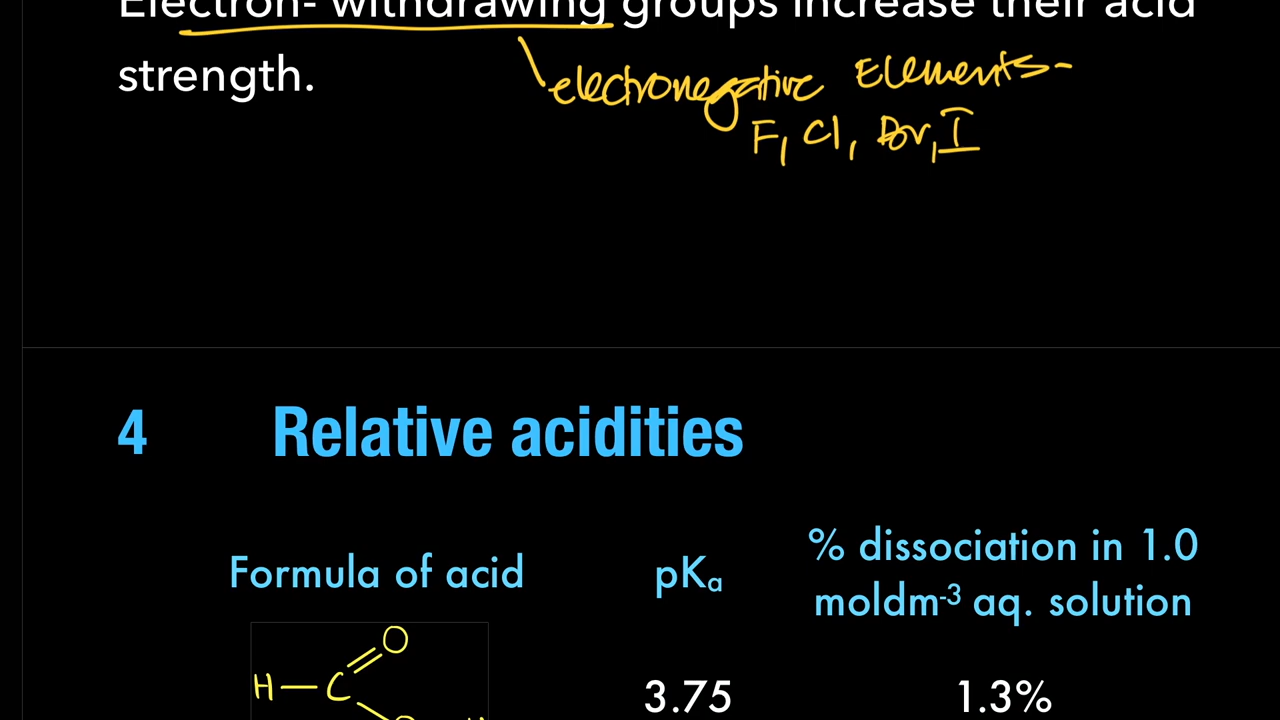 Electron- withdrawing groups increase their acid
strength.
electronegative Elements-
F, Cl, Br, I
4 Relative acidities
Formula of acid
pKₐ
% dissociation in 1.0
moldm⁻³ aq. solution
O
H—C
3.75
1.3%